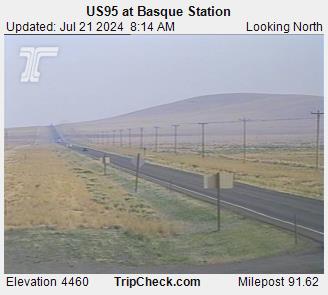 US95 at Basque Station
Updated: Jul 21 2024 8:14 AM Looking North
Elevation 4460 TripCheck.com Milepost 91.62